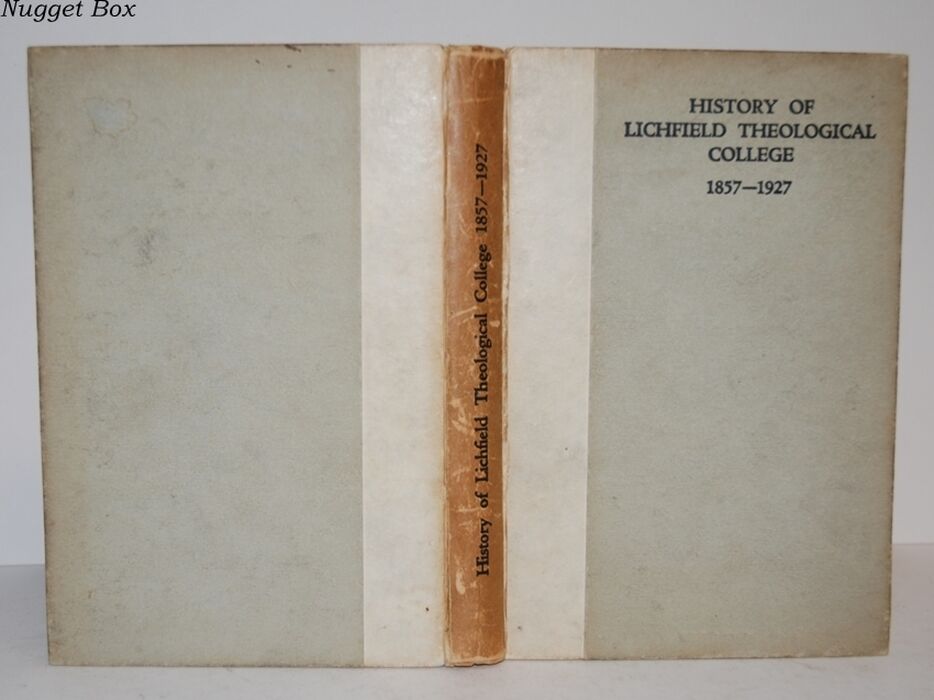 Nugget Box
History of Lichfield Theological College 1857—1927
HISTORY OF
LICHFIELD THEOLOGICAL
COLLEGE
1857—1927